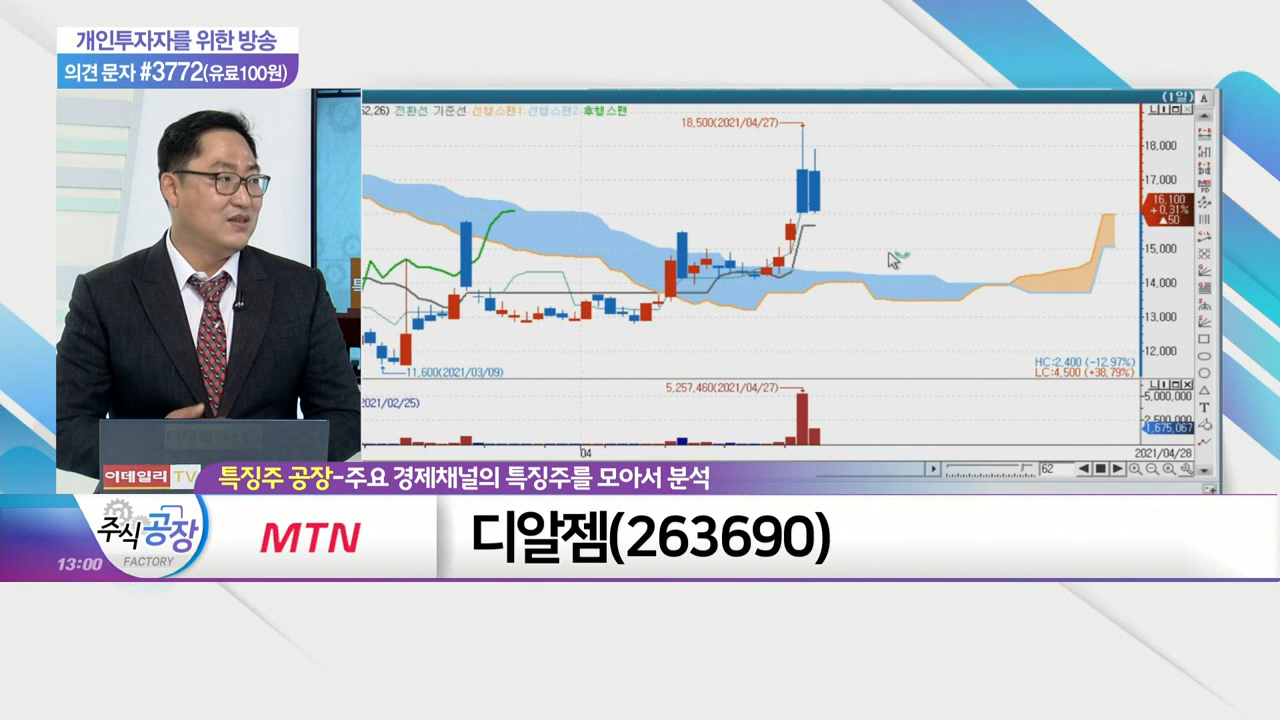 개인투자자를 위한 방송
의견 문자 #3772(유료100원)
(1일)
52,26) 전환선 기준선 선행스팬1 선행스팬2 후행스팬
18,500(2021/04/27)
18,000
17,000
16,100
+0,31%
▲50
15,000
14,000
13,000
12,000
HC:2,400 (-12,97%)
LC:4,500 (+38,79%)
11,600(2021/03/09)
5,257,460(2021/04/27)
2021/02/25)
5,000,000
2,500,000
1,675,067
04
2021/04/28
62
이데일리 TV
특징주 공장-주요 경제채널의 특징주를 모아서 분석
주식공장
FACTORY
13:00
MTN
디알젬(263690)